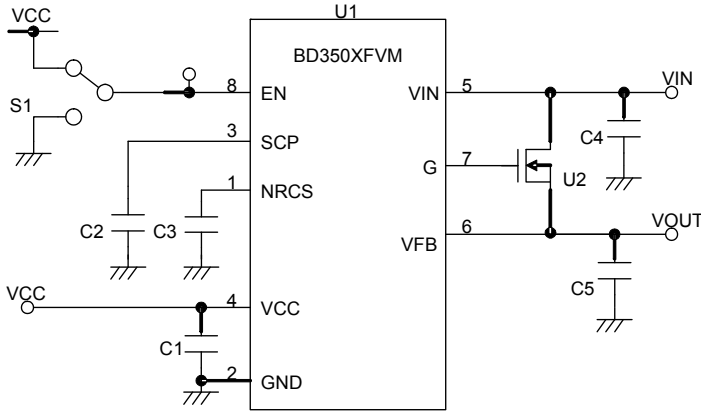 U1
VCC
BD350XFVM
8 EN
VIN 5
VIN
S1
3 SCP
C4
G 7
U2
1 NRCS
C2
C3
VFB 6
VOUT
C5
VCC
4 VCC
C1
2 GND